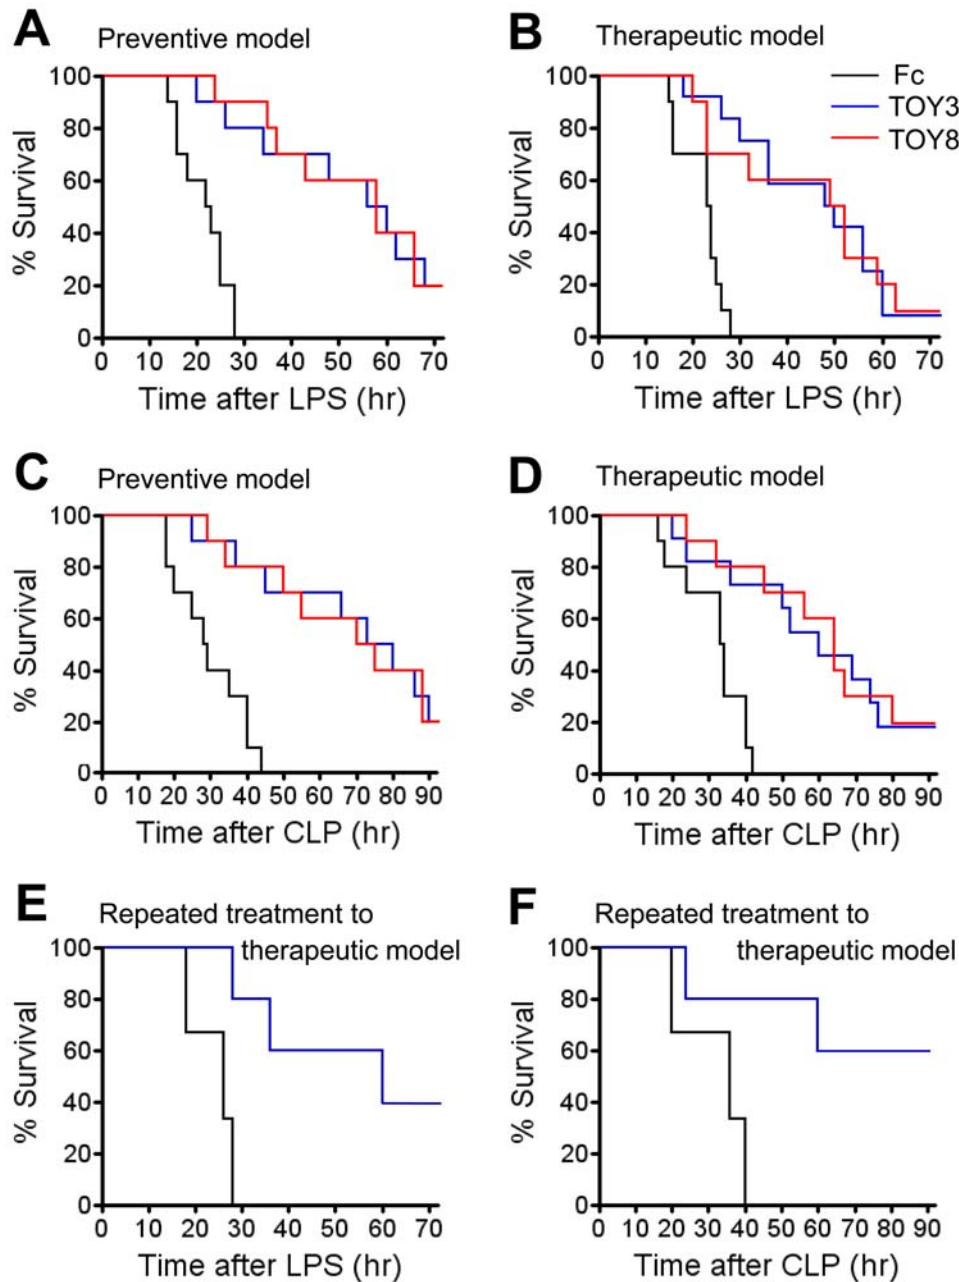 A Preventive model
% Survival
100
80
60
40
20
0
0 10 20 30 40 50 60 70
Time after LPS (hr)
B Therapeutic model
Fc
TOY3
TOY8
% Survival
100
80
60
40
20
0
0 10 20 30 40 50 60 70
Time after LPS (hr)
C Preventive model
% Survival
100
80
60
40
20
0
0 10 20 30 40 50 60 70 80 90
Time after CLP (hr)
D Therapeutic model
% Survival
100
80
60
40
20
0
0 10 20 30 40 50 60 70 80 90
Time after CLP (hr)
E Repeated treatment to
therapeutic model
% Survival
100
80
60
40
20
0
0 10 20 30 40 50 60 70
Time after LPS (hr)
F Repeated treatment to
therapeutic model
% Survival
100
80
60
40
20
0
0 10 20 30 40 50 60 70 80 90
Time after CLP (hr)